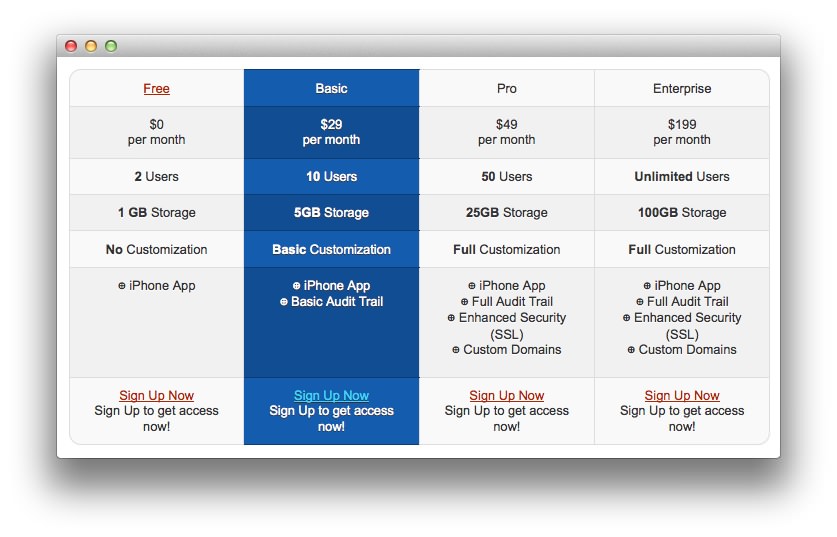 Free
Basic
Pro
Enterprise
$0
per month
$29
per month
$49
per month
$199
per month
2 Users
10 Users
50 Users
Unlimited Users
1 GB Storage
5GB Storage
25GB Storage
100GB Storage
No Customization
Basic Customization
Full Customization
Full Customization
⊕ iPhone App
⊕ iPhone App
⊕ Basic Audit Trail
⊕ iPhone App
⊕ Full Audit Trail
⊕ Enhanced Security
(SSL)
⊕ Custom Domains
⊕ iPhone App
⊕ Full Audit Trail
⊕ Enhanced Security
(SSL)
⊕ Custom Domains
Sign Up Now
Sign Up to get access
now!
Sign Up Now
Sign Up to get access
now!
Sign Up Now
Sign Up to get access
now!
Sign Up Now
Sign Up to get access
now!